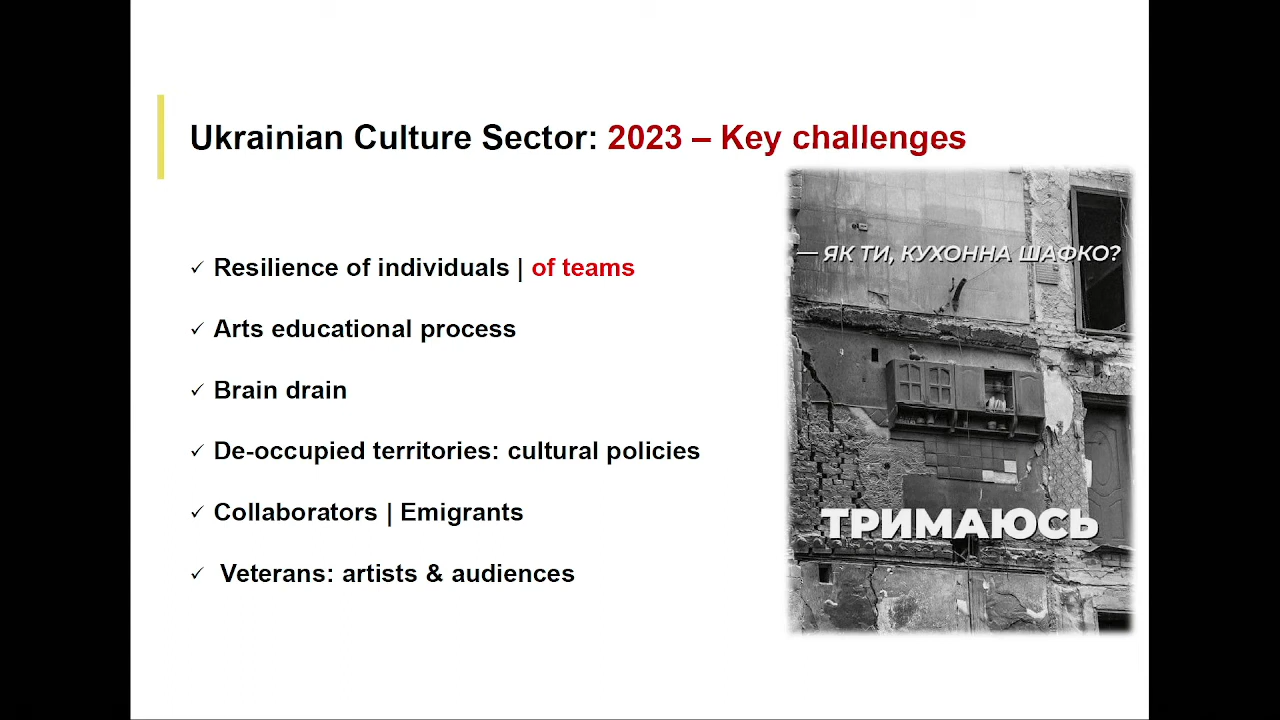 Ukrainian Culture Sector: 2023 – Key challenges
— ЯК ТИ, КУХОННА ШАФКО?
✓ Resilience of individuals | of teams
✓ Arts educational process
✓ Brain drain
✓ De-occupied territories: cultural policies
✓ Collaborators | Emigrants
✓ Veterans: artists & audiences
ТРИМАЮСЬ